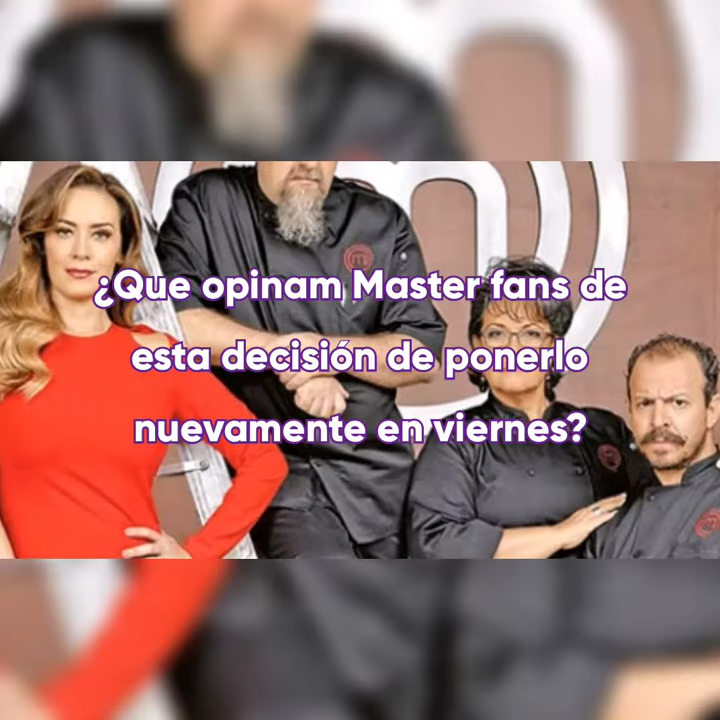 ¿Que opinam Master fans de
esta decisión de ponerlo
nuevamente en viernes?